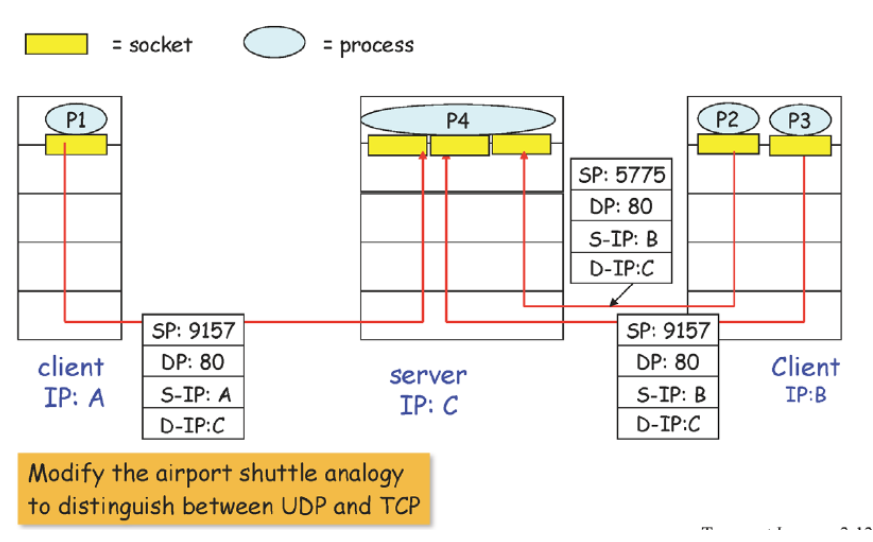 = socket
= process
P1
P4
P2
P3
SP: 5775
DP: 80
S-IP: B
D-IP:C
SP: 9157
DP: 80
S-IP: A
D-IP:C
SP: 9157
DP: 80
S-IP: B
D-IP:C
client
IP: A
server
IP: C
Client
IP:B
Modify the airport shuttle analogy
to distinguish between UDP and TCP